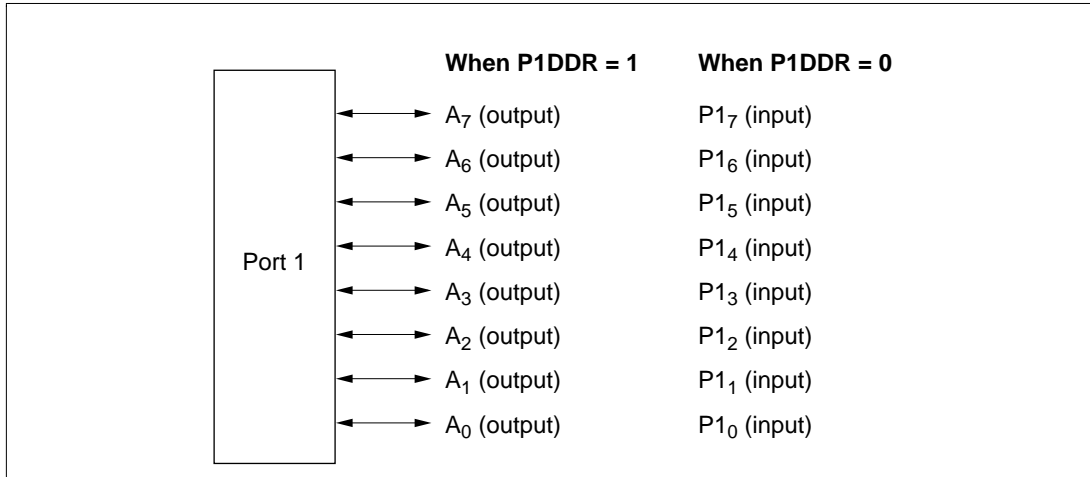 When P1DDR = 1 When P1DDR = 0
A7 (output) P17 (input)
A6 (output) P16 (input)
A5 (output) P15 (input)
Port 1 A4 (output) P14 (input)
A3 (output) P13 (input)
A2 (output) P12 (input)
A1 (output) P11 (input)
A0 (output) P10 (input)